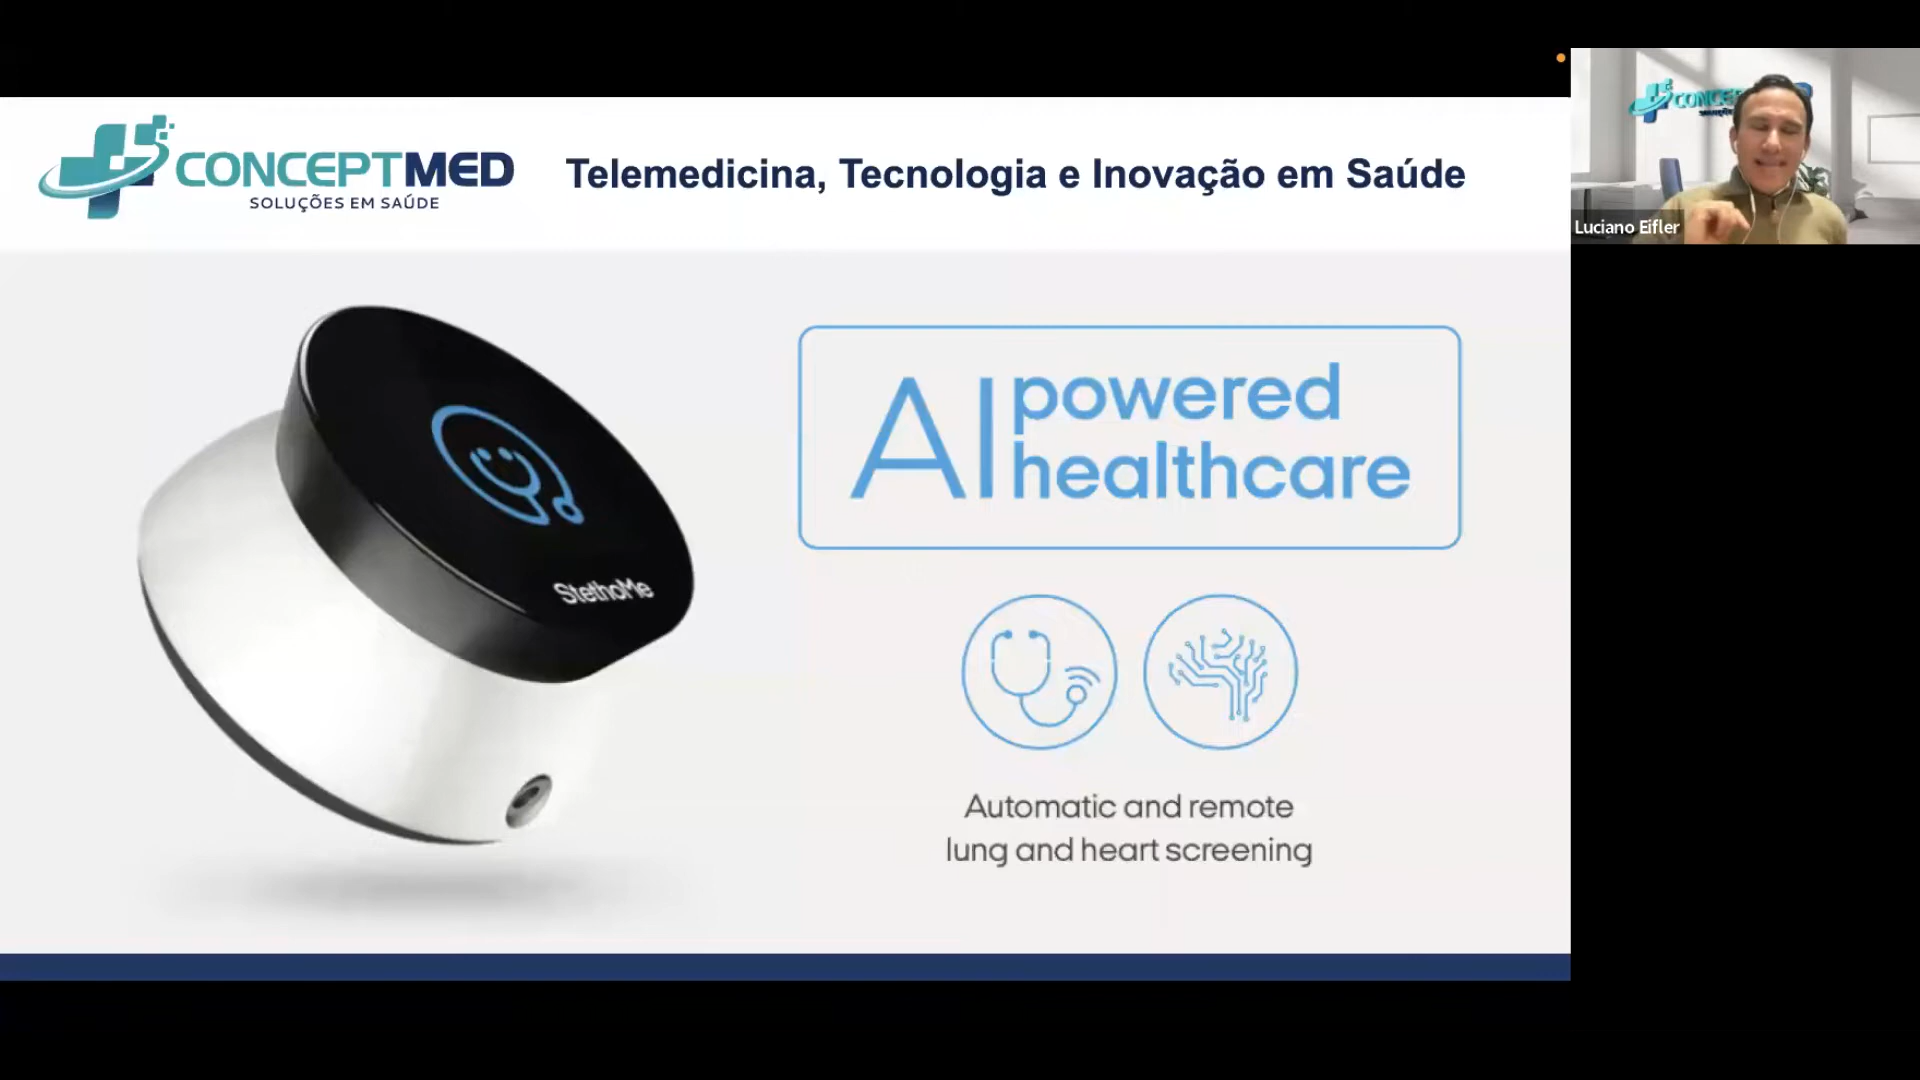 CONCEPTMED
SOLUÇÕES EM SAÚDE
Telemedicina, Tecnologia e Inovação em Saúde
StethoMe
AI powered
healthcare
Automatic and remote
lung and heart screening
CONCE
Luciano Eifler